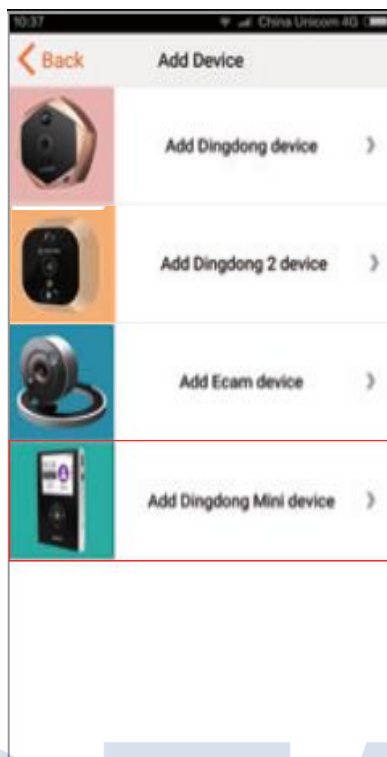 10:37 China Unicom 4G
Back Add Device
Add Dingdong device
Add Dingdong 2 device
Add Ecam device
Add Dingdong Mini device